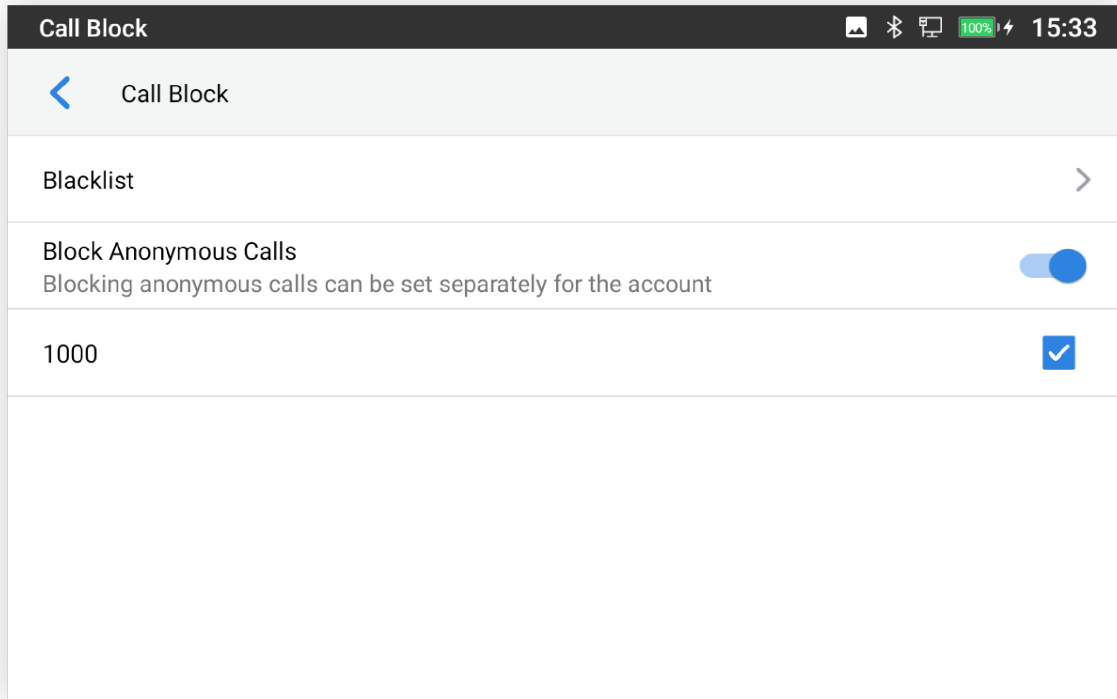 Call Block
100%
15:33
Call Block
Blacklist
Block Anonymous Calls
Blocking anonymous calls can be set separately for the account
1000